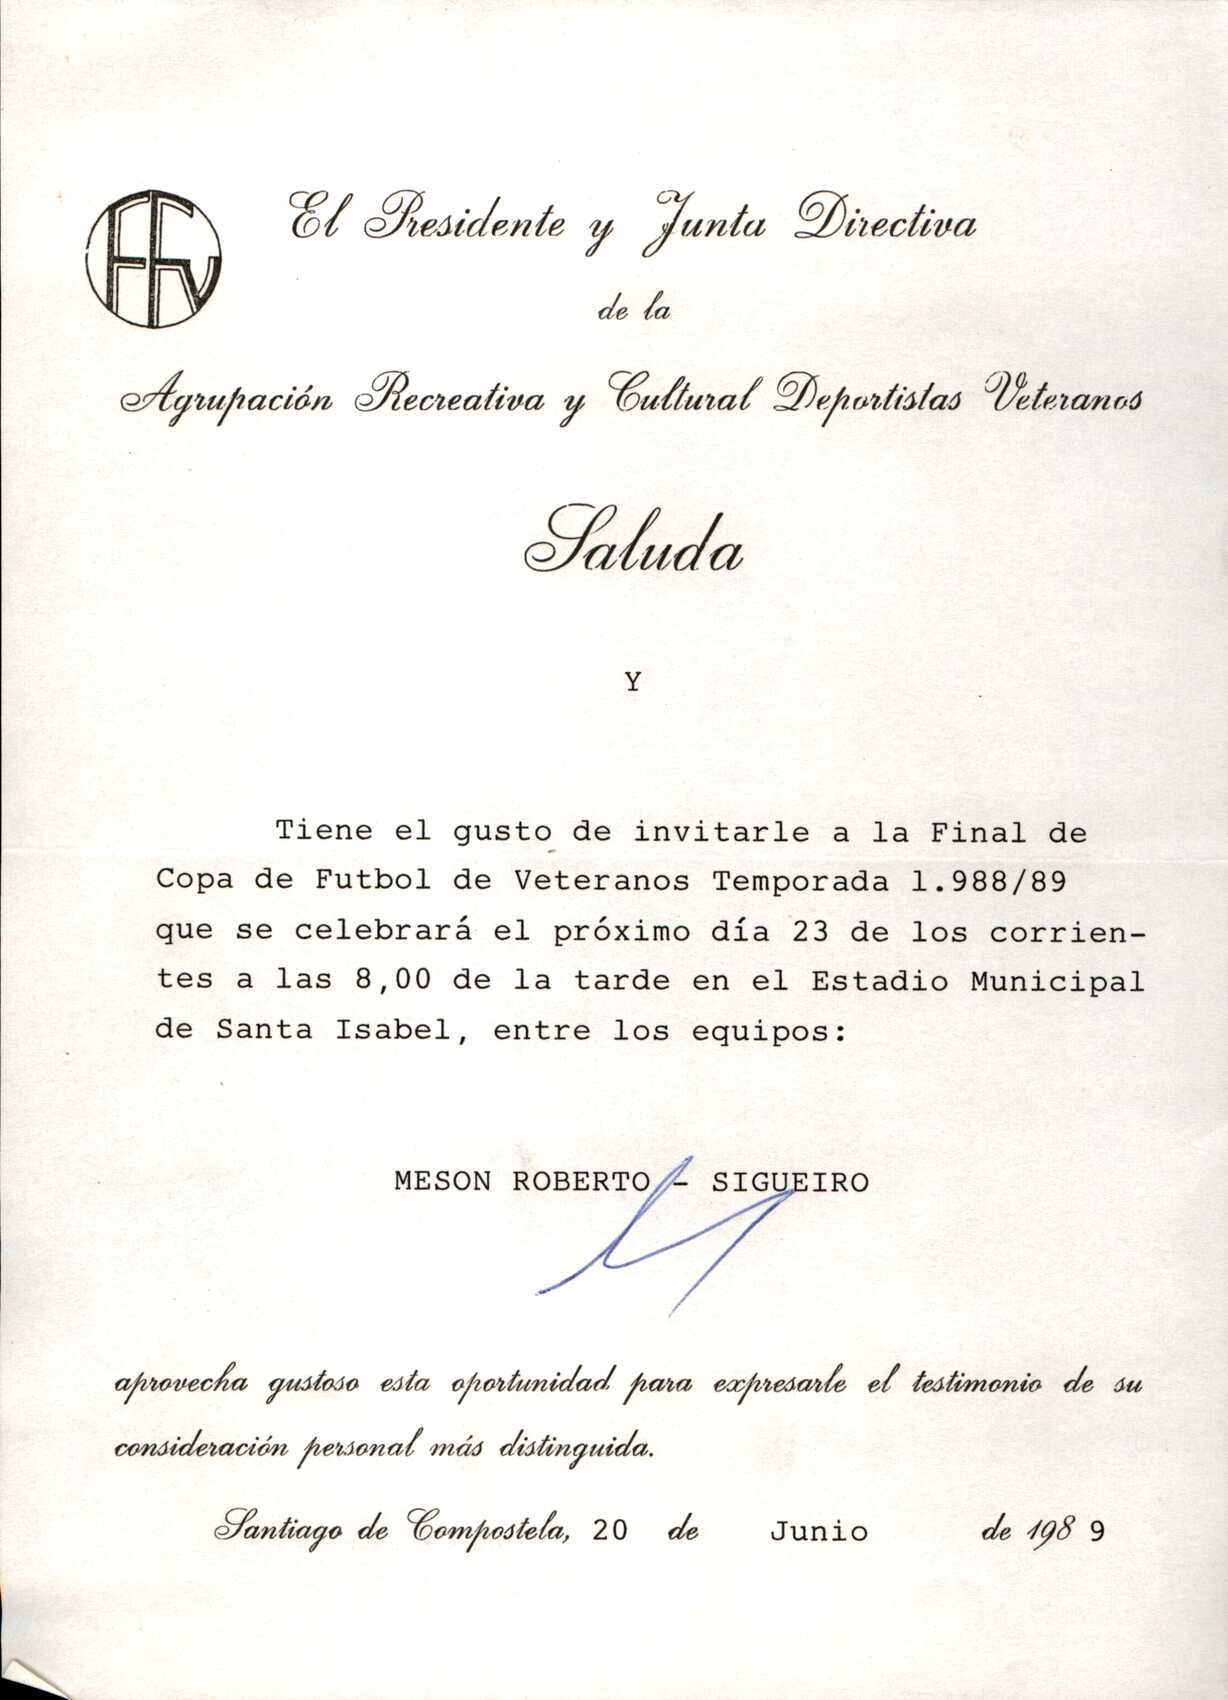 FFV
El Presidente y Junta Directiva
de la
Agrupación Recreativa y Cultural Deportistas Veteranos
Saluda
Y
Tiene el gusto de invitarle a la Final de
Copa de Futbol de Veteranos Temporada 1.988/89
que se celebrará el próximo día 23 de los corrien-
tes a las 8,00 de la tarde en el Estadio Municipal
de Santa Isabel, entre los equipos:
MESON ROBERTO - SIGUEIRO
aprovecha gustoso esta oportunidad para expresarle el testimonio de su
consideración personal más distinguida.
Santiago de Compostela, 20 de Junio de 1989